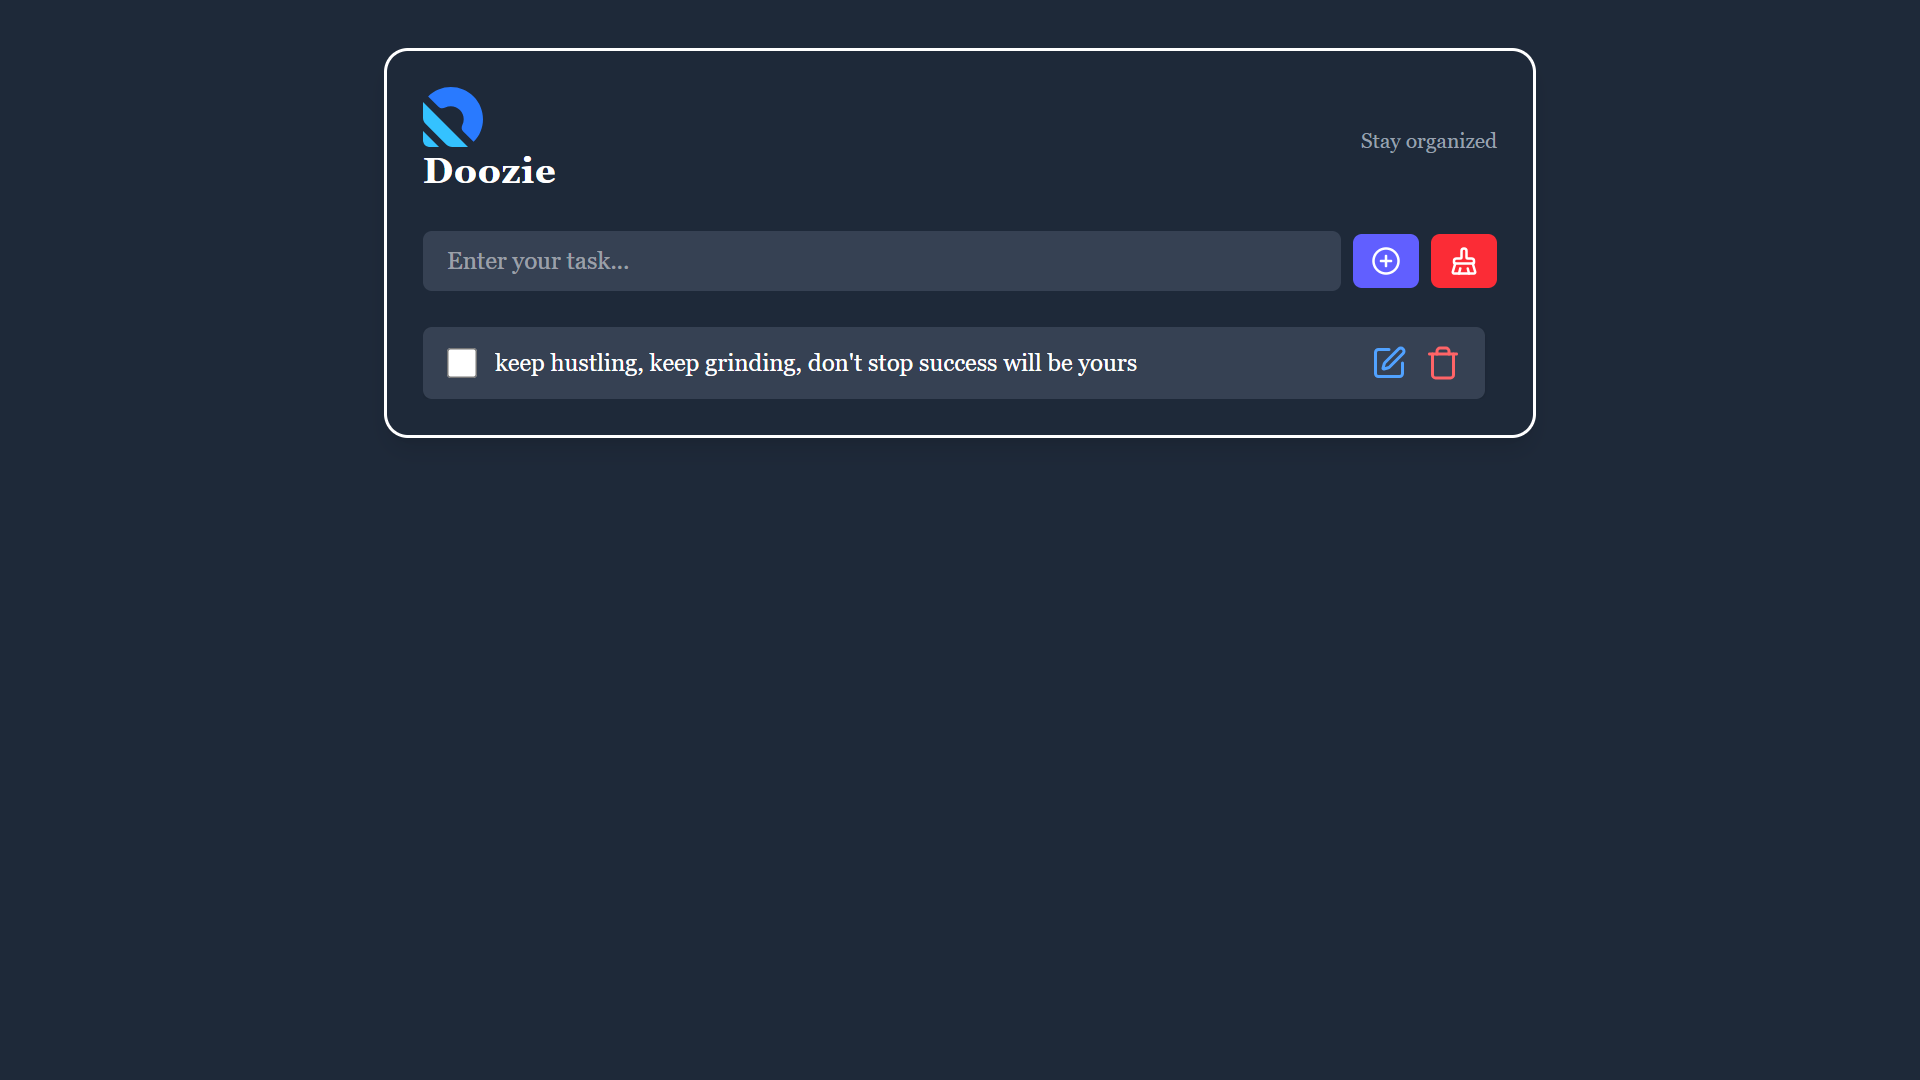 Doozie
Stay organized
Enter your task...
keep hustling, keep grinding, don't stop success will be yours